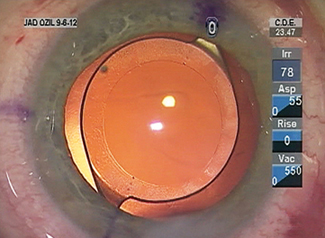 JAD OZIL 9-6-12
0
C.D.E.
23.47
Irr
78
Asp
55
0
Rise
0
Vac
550
0